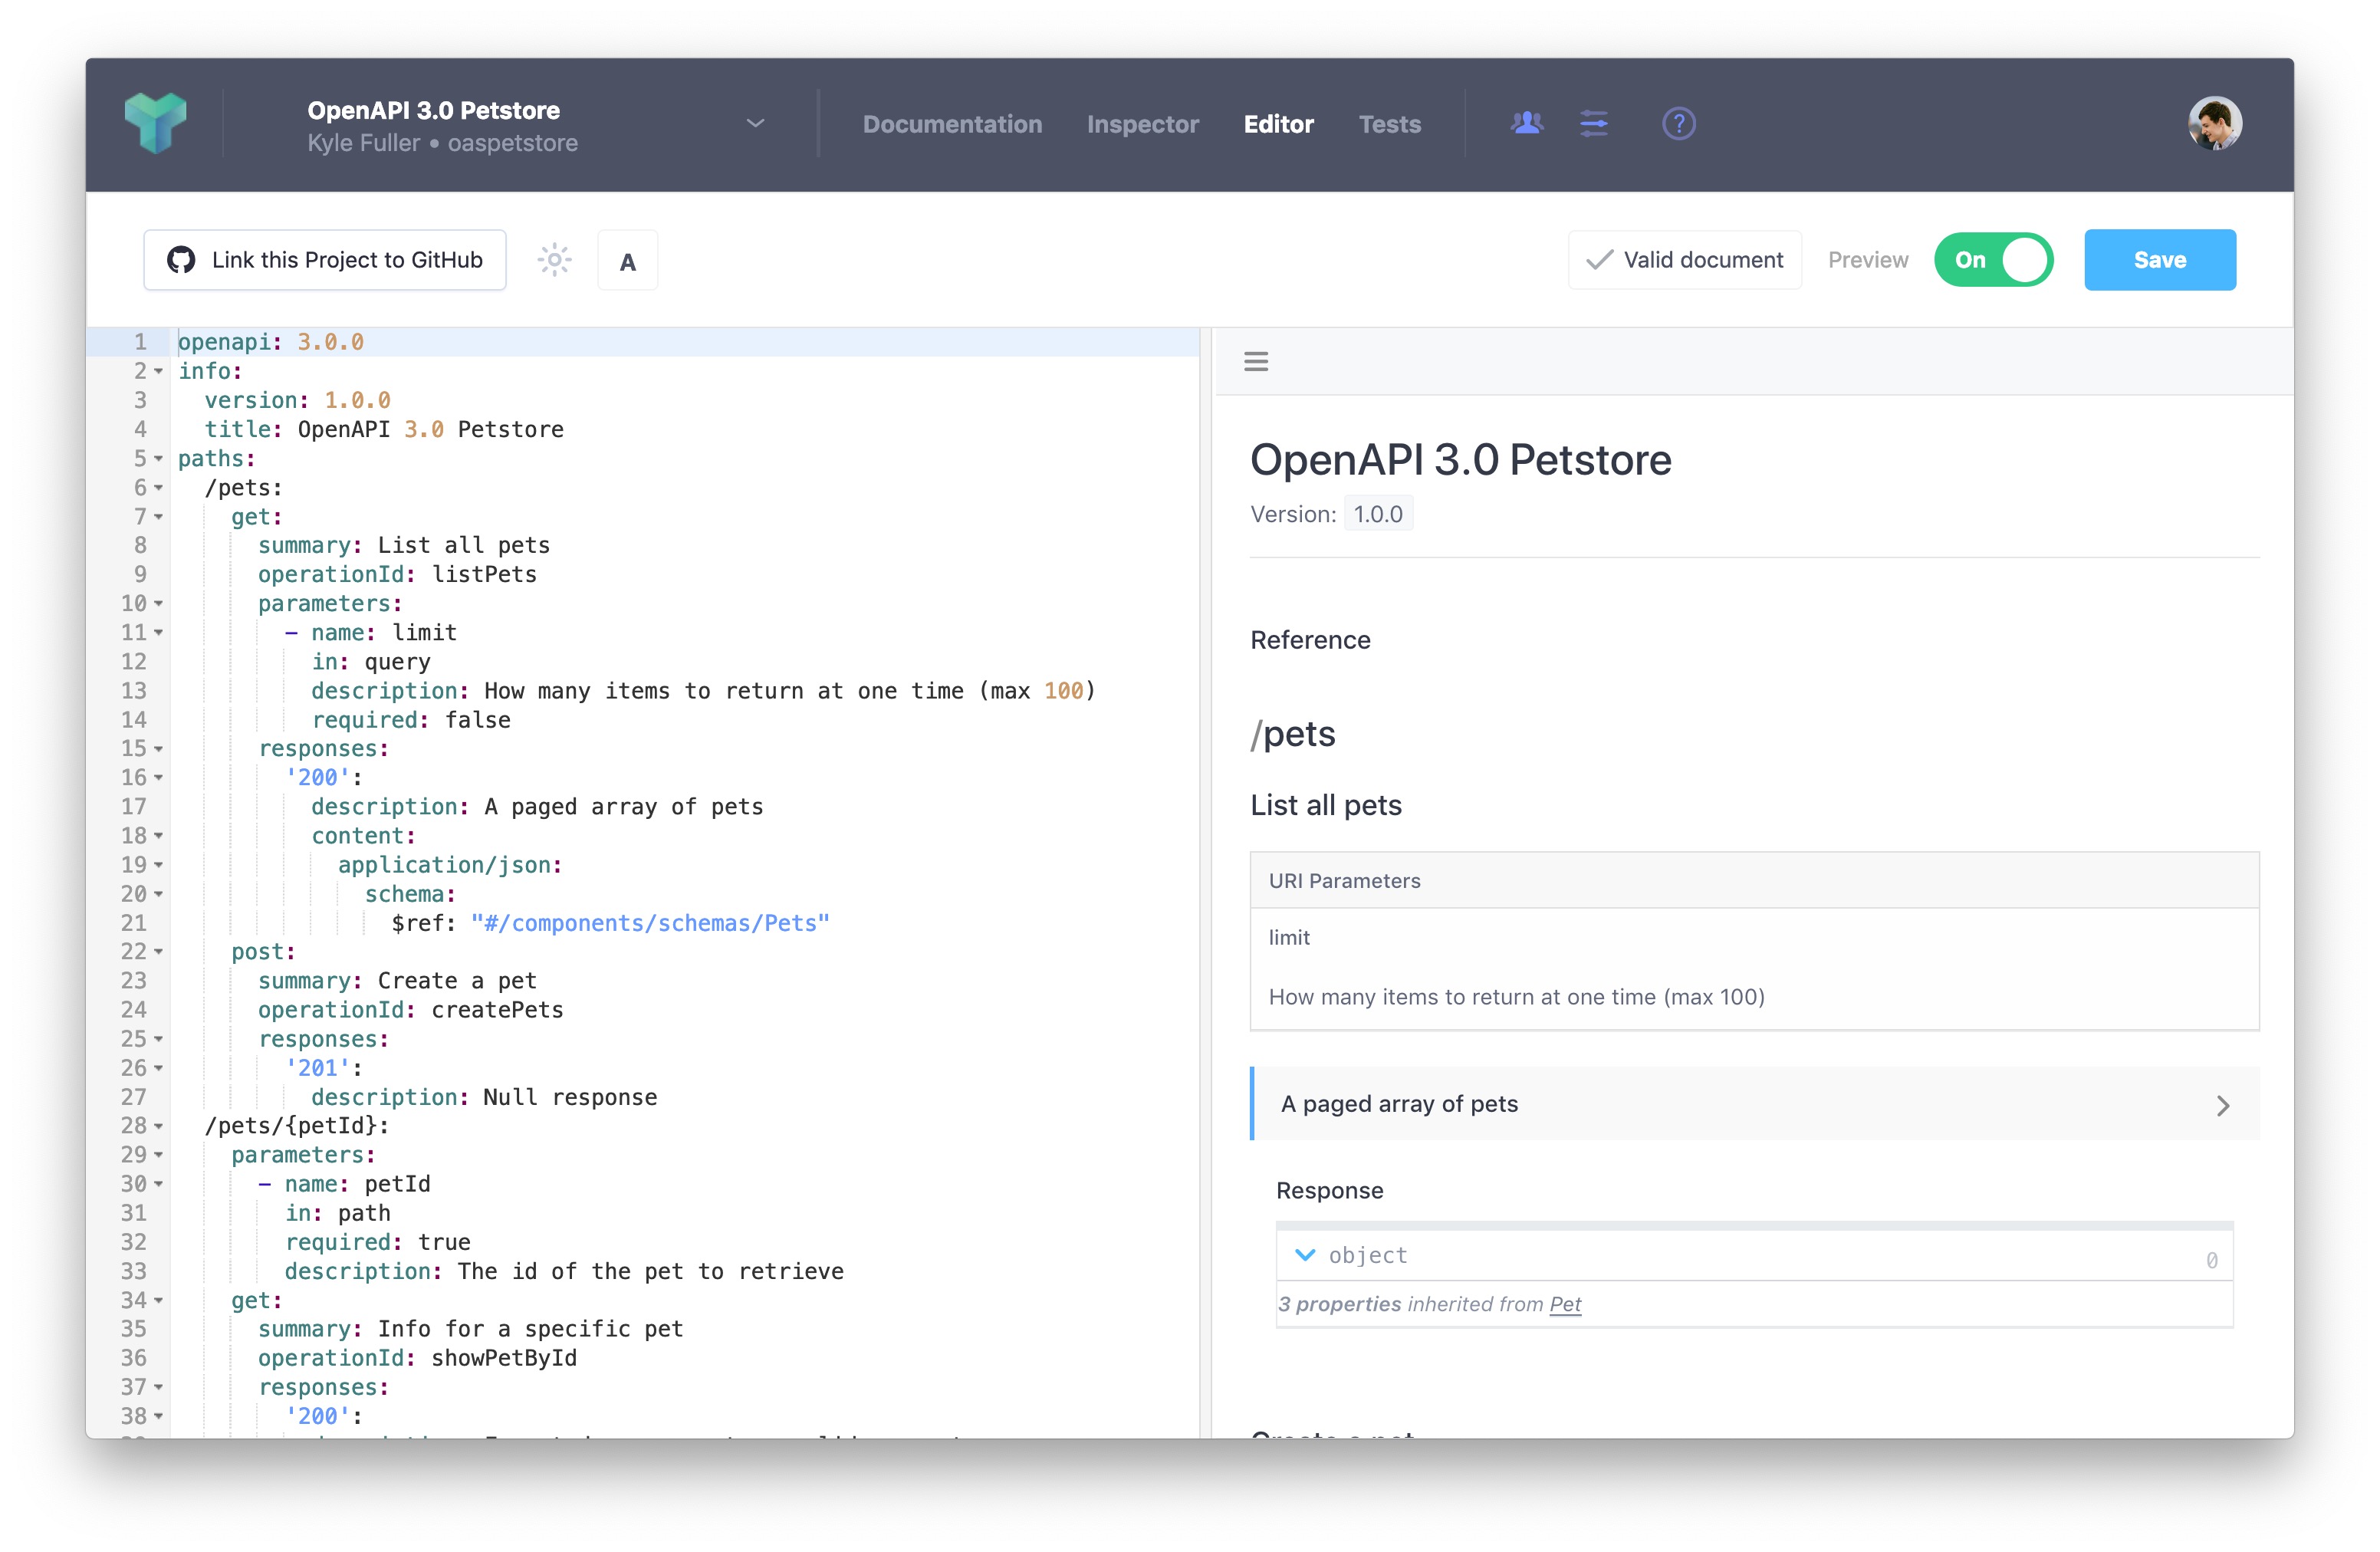 OpenAPI 3.0 Petstore
Kyle Fuller • oaspetstore
Documentation Inspector Editor Tests
?
Link this Project to GitHub
A
Valid document
Preview
On
Save
1 openapi: 3.0.0
2 info:
3 version: 1.0.0
4 title: OpenAPI 3.0 Petstore
5 paths:
6 /pets:
7 get:
8 summary: List all pets
9 operationId: listPets
10 parameters:
11 - name: limit
12 in: query
13 description: How many items to return at one time (max 100)
14 required: false
15 responses:
16 '200':
17 description: A paged array of pets
18 content:
19 application/json:
20 schema:
21 $ref: "#/components/schemas/Pets"
22 post:
23 summary: Create a pet
24 operationId: createPets
25 responses:
26 '201':
27 description: Null response
28 /pets/{petId}:
29 parameters:
30 - name: petId
31 in: path
32 required: true
33 description: The id of the pet to retrieve
34 get:
35 summary: Info for a specific pet
36 operationId: showPetById
37 responses:
38 '200':
OpenAPI 3.0 Petstore
Version: 1.0.0
Reference
/pets
List all pets
URI Parameters
limit
How many items to return at one time (max 100)
A paged array of pets
Response
object 0
3 properties inherited from Pet
Create a pet